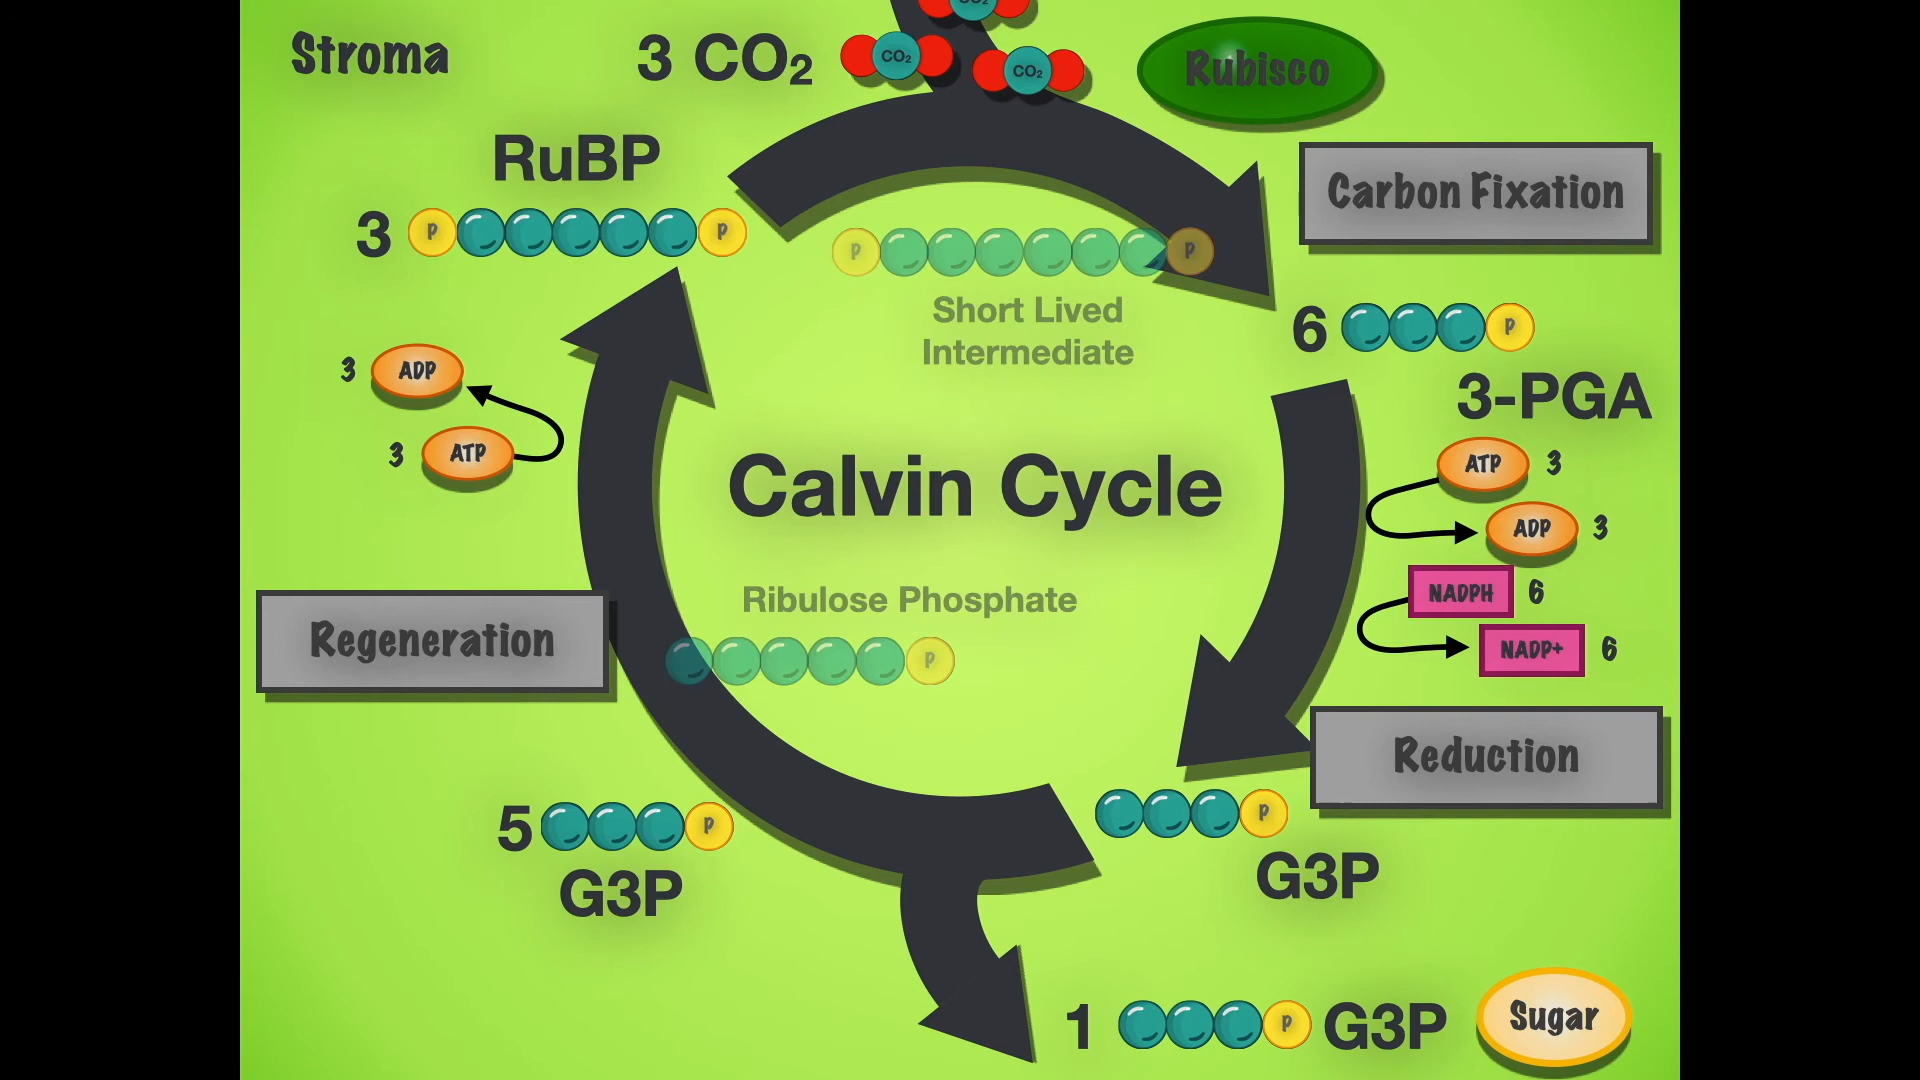 Stroma
3 CO₂
CO₂
CO₂
CO₂
Rubisco
RuBP
Carbon Fixation
3 P P
P P
Short Lived
Intermediate
6 P
3-PGA
3 ADP
3 ATP
ATP 3
ADP 3
Calvin Cycle
NADPH 6
NADP+ 6
Ribulose Phosphate
P
Regeneration
Reduction
5 P
G3P
P
G3P
1 P G3P
Sugar